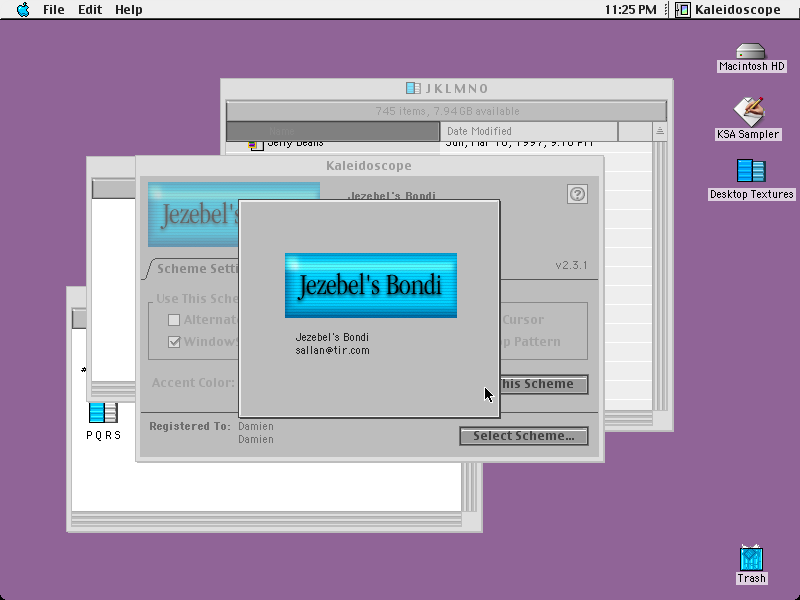 File Edit Help
11:25 PM
Kaleidoscope
Macintosh HD
KSA Sampler
Desktop Textures
Trash
JKLMNO
745 items, 7.94 GB available
Name
Date Modified
Jerry Beans
Sun, Mar 16, 1997, 9:16 PM
Kaleidoscope
Jezebel's
Jezebel's Bondi
v2.3.1
Scheme Setti
Use This Sche
Alternat
Cursor
Window
op Pattern
Accent Color:
his Scheme
Registered To: Damien
Damien
Select Scheme...
Jezebel's Bondi
Jezebel's Bondi
sallan@tir.com
PQRS